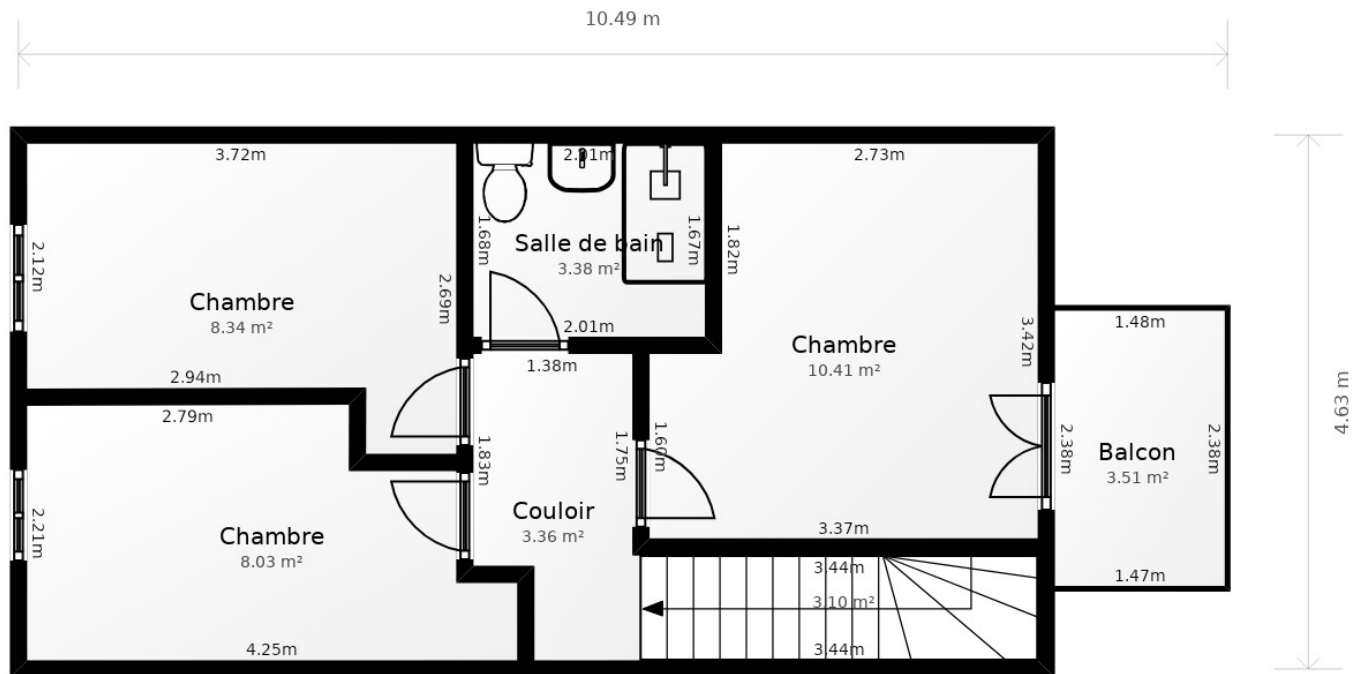 10.49 m
3.72m
2.01m
2.73m
2.12m
1.68m
1.67m
1.82m
Salle de bain
3.38 m²
2.69m
Chambre
8.34 m²
2.01m
1.48m
3.42m
Chambre
10.41 m²
1.38m
2.94m
2.79m
4.63 m
1.83m
1.75m
1.60m
2.38m
2.38m
Balcon
3.51 m²
Couloir
3.36 m²
2.21m
Chambre
8.03 m²
3.37m
3.44m
1.47m
3.10 m²
4.25m
3.44m